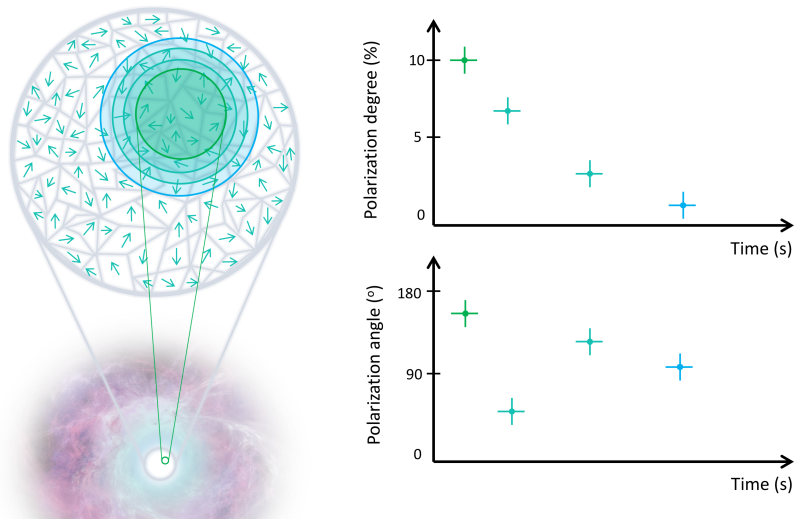 Polarization degree (%)
10
5
0
Time (s)
Polarization angle (º)
180
90
0
Time (s)